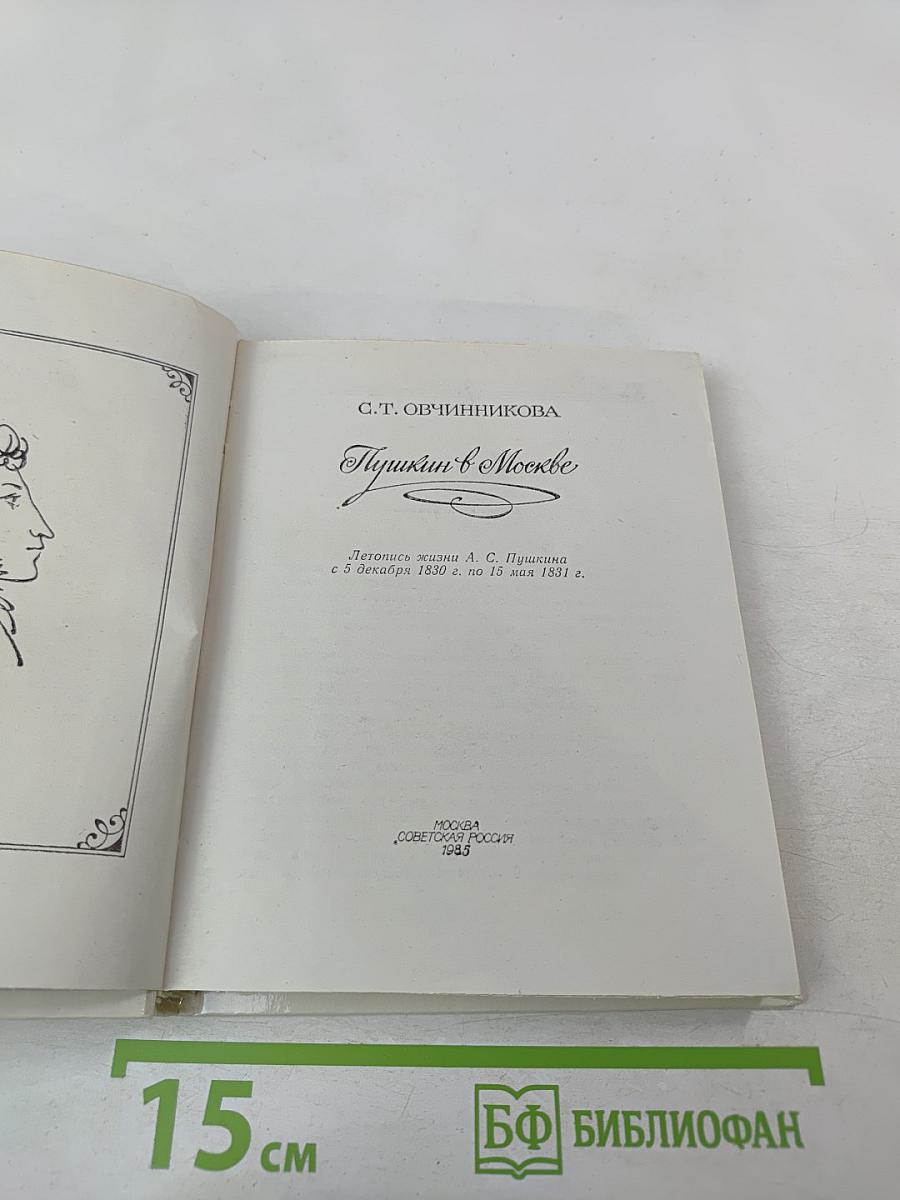 С.Т. ОВЧИННИКОВА
Пушкин в Москве
Летопись жизни А. С. Пушкина
с 5 декабря 1830 г. по 15 мая 1831 г.
МОСКВА
„СОВЕТСКАЯ РОССИЯ
1985
15 см
БФ БИБЛИОФАН